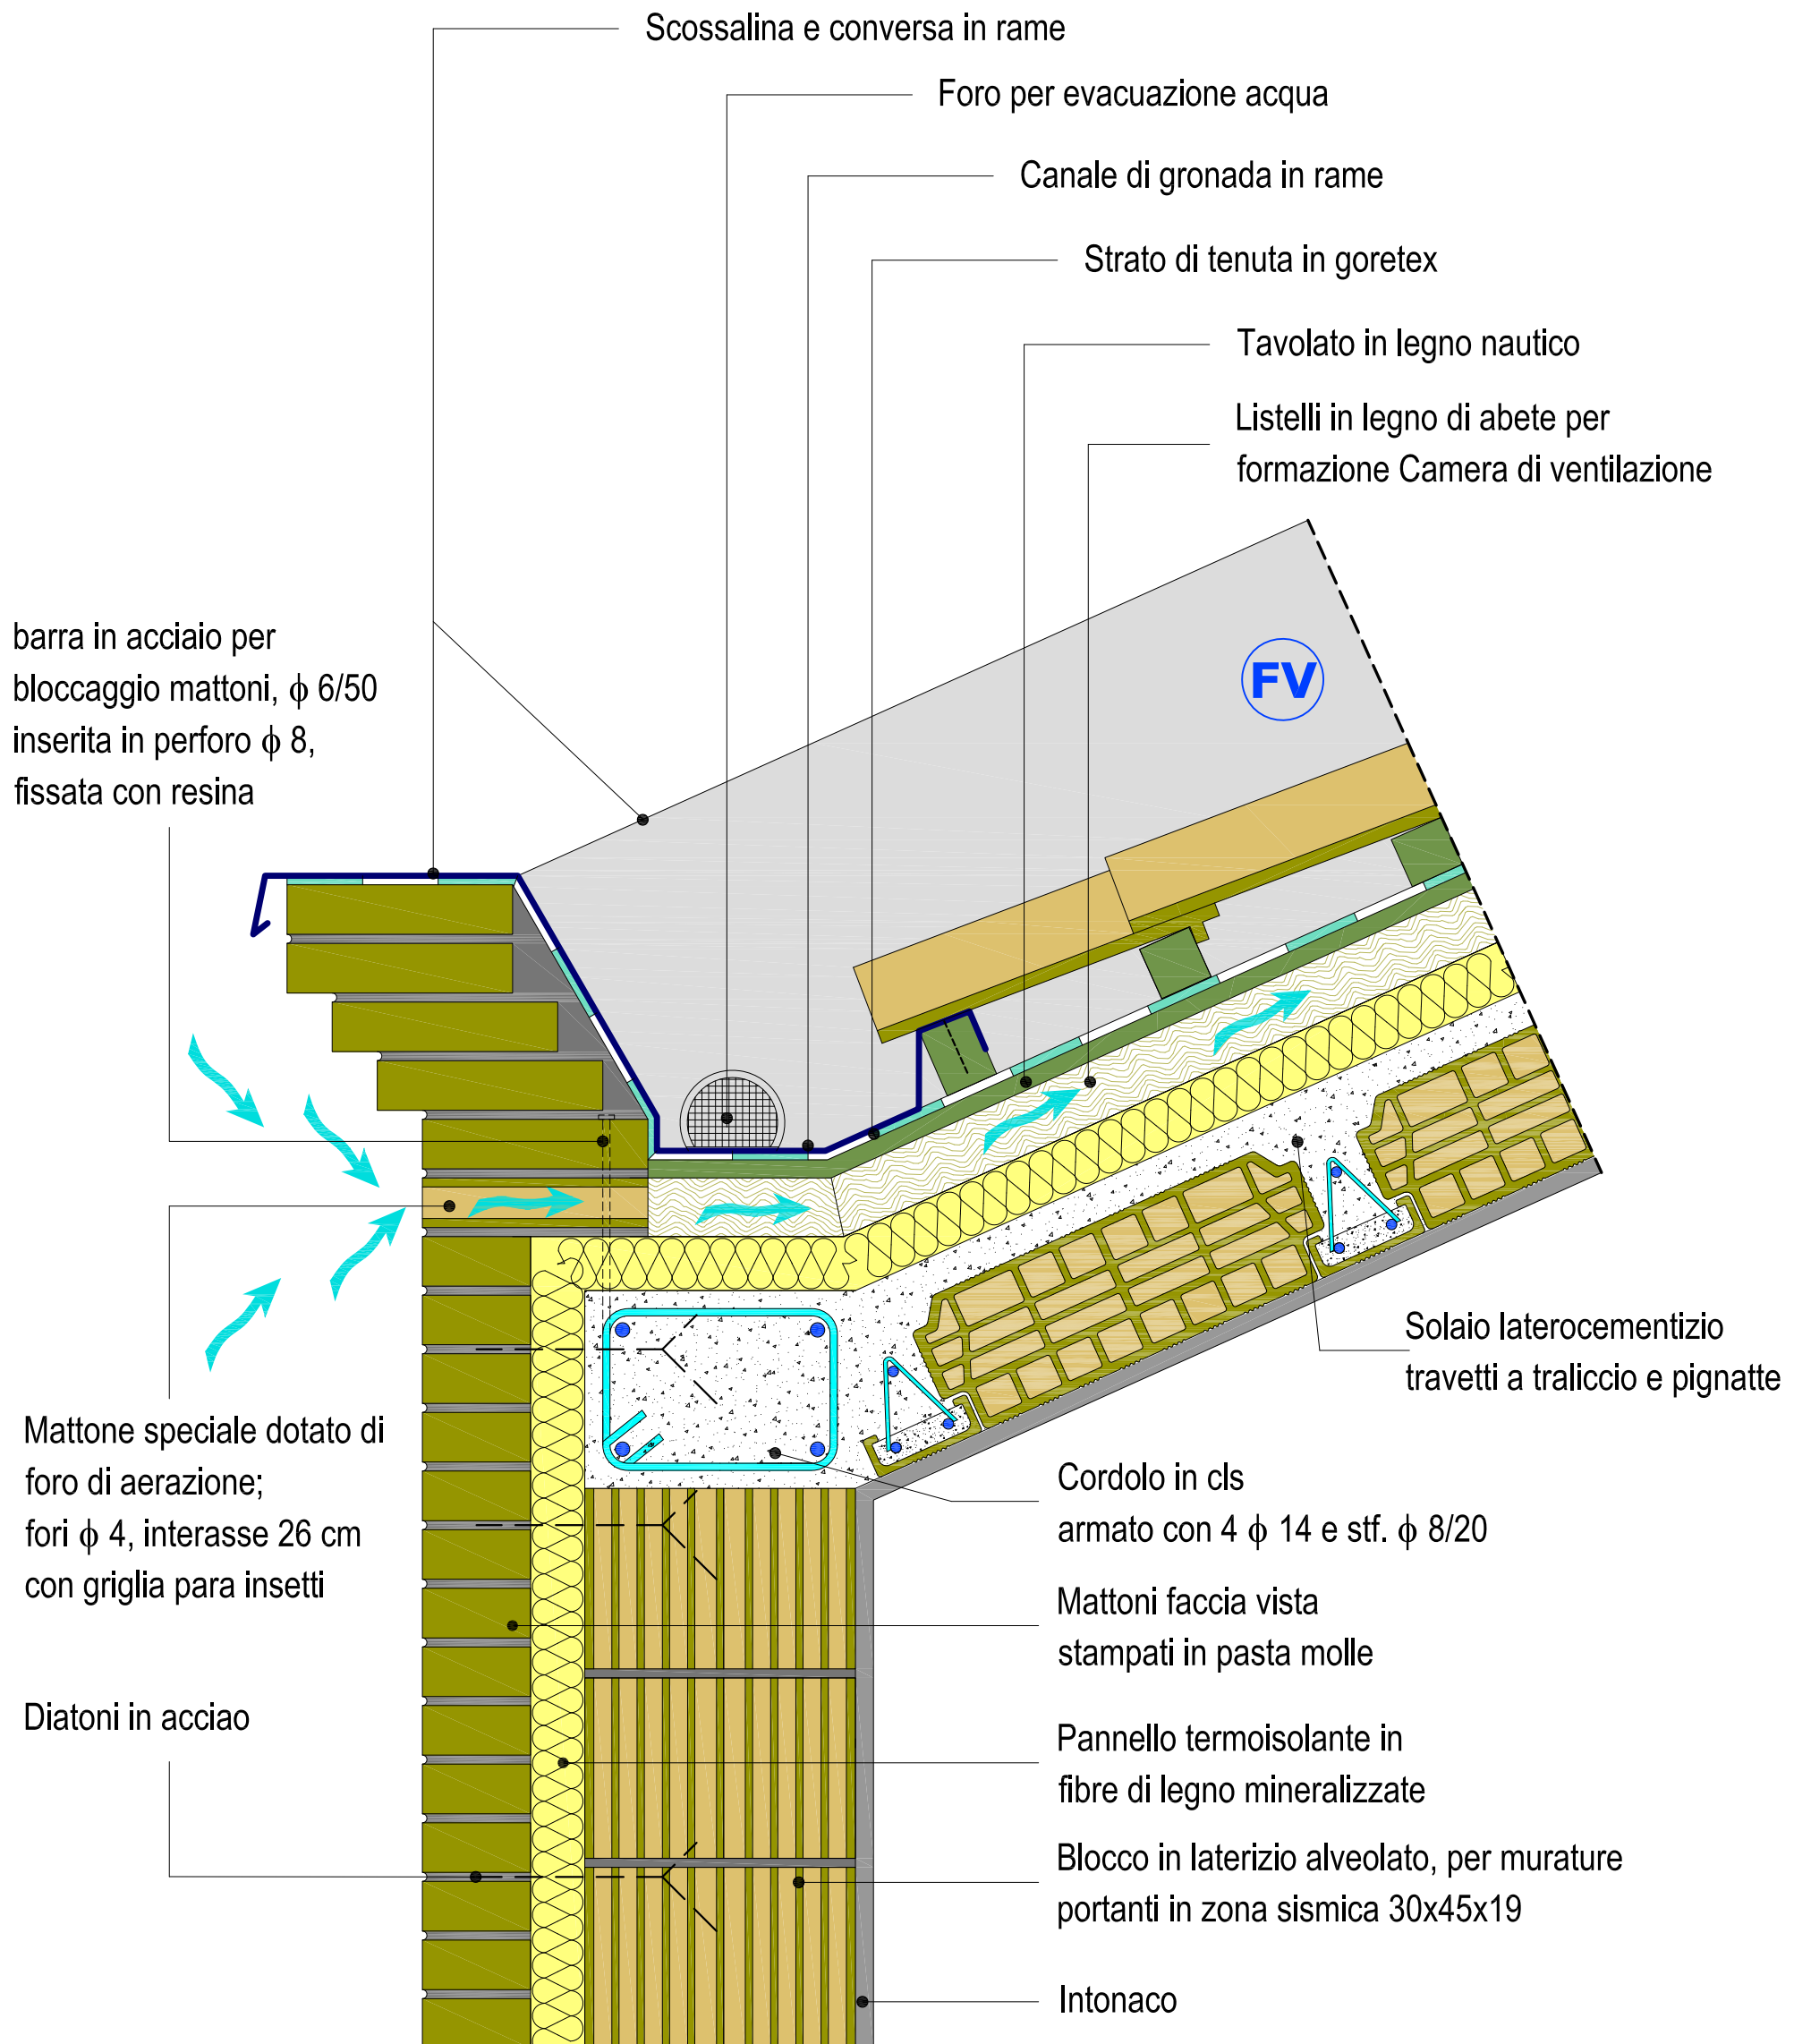 Scossalina e conversa in rame
Foro per evacuazione acqua
Canale di gronada in rame
Strato di tenuta in goretex
Tavolato in legno nautico
Listelli in legno di abete per
formazione Camera di ventilazione
FV
barra in acciaio per
bloccaggio mattoni, ϕ 6/50
inserita in perforo ϕ 8,
fissata con resina
Mattone speciale dotato di
foro di aerazione;
fori ϕ 4, interasse 26 cm
con griglia para insetti
Diatoni in acciao
Solaio laterocementizio
travetti a traliccio e pignatte
Cordolo in cls
armato con 4 ϕ 14 e stf. ϕ 8/20
Mattoni faccia vista
stampati in pasta molle
Pannello termoisolante in
fibre di legno mineralizzate
Blocco in laterizio alveolato, per murature
portanti in zona sismica 30x45x19
Intonaco